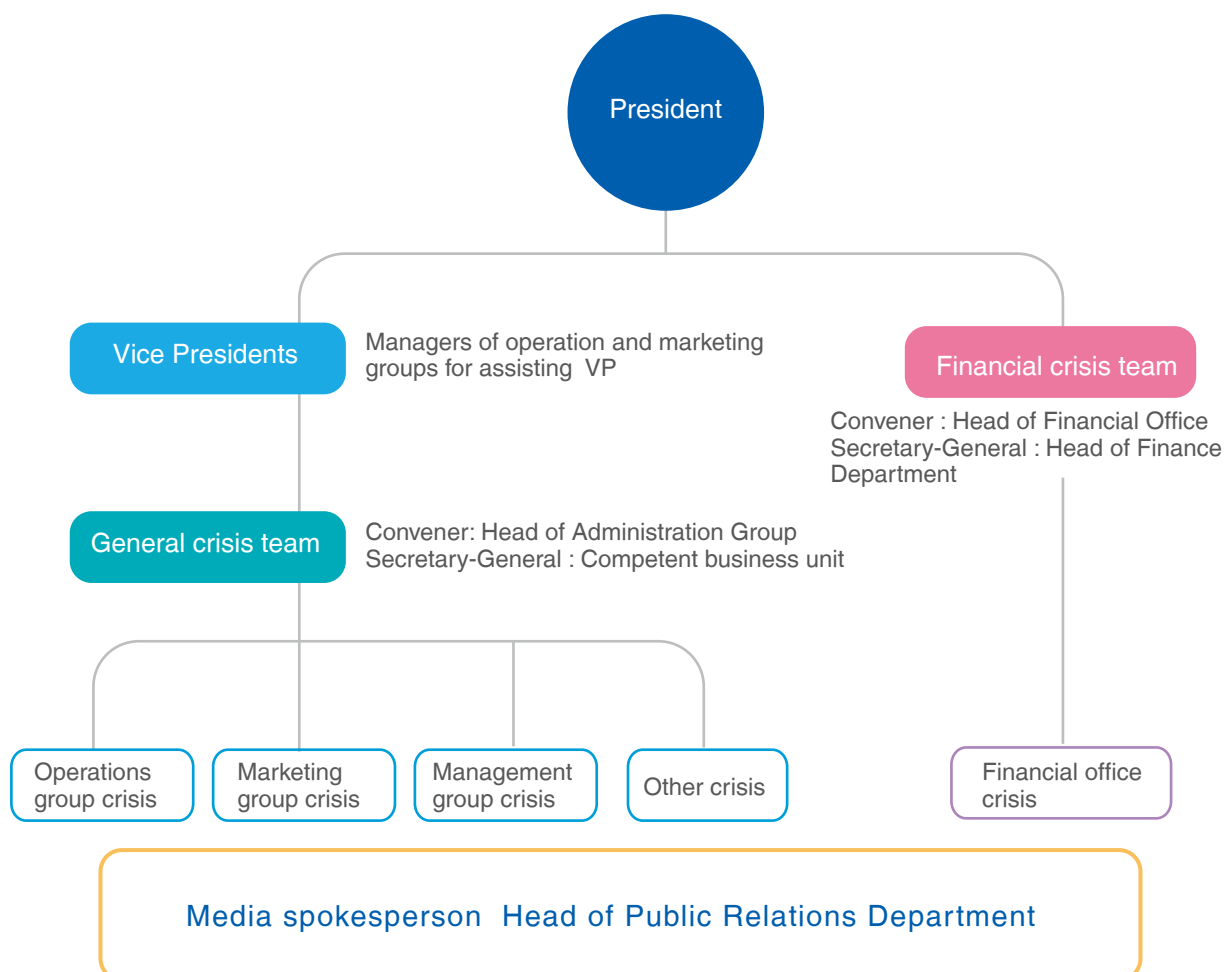 President
Vice Presidents
Managers of operation and marketing
groups for assisting  VP
Financial crisis team
Convener : Head of Financial Office
Secretary-General : Head of Finance
Department
General crisis team
Convener: Head of Administration Group
Secretary-General : Competent business unit
Operations
group crisis
Marketing
group crisis
Management
group crisis
Other crisis
Financial office
crisis
Media spokesperson  Head of Public Relations Department